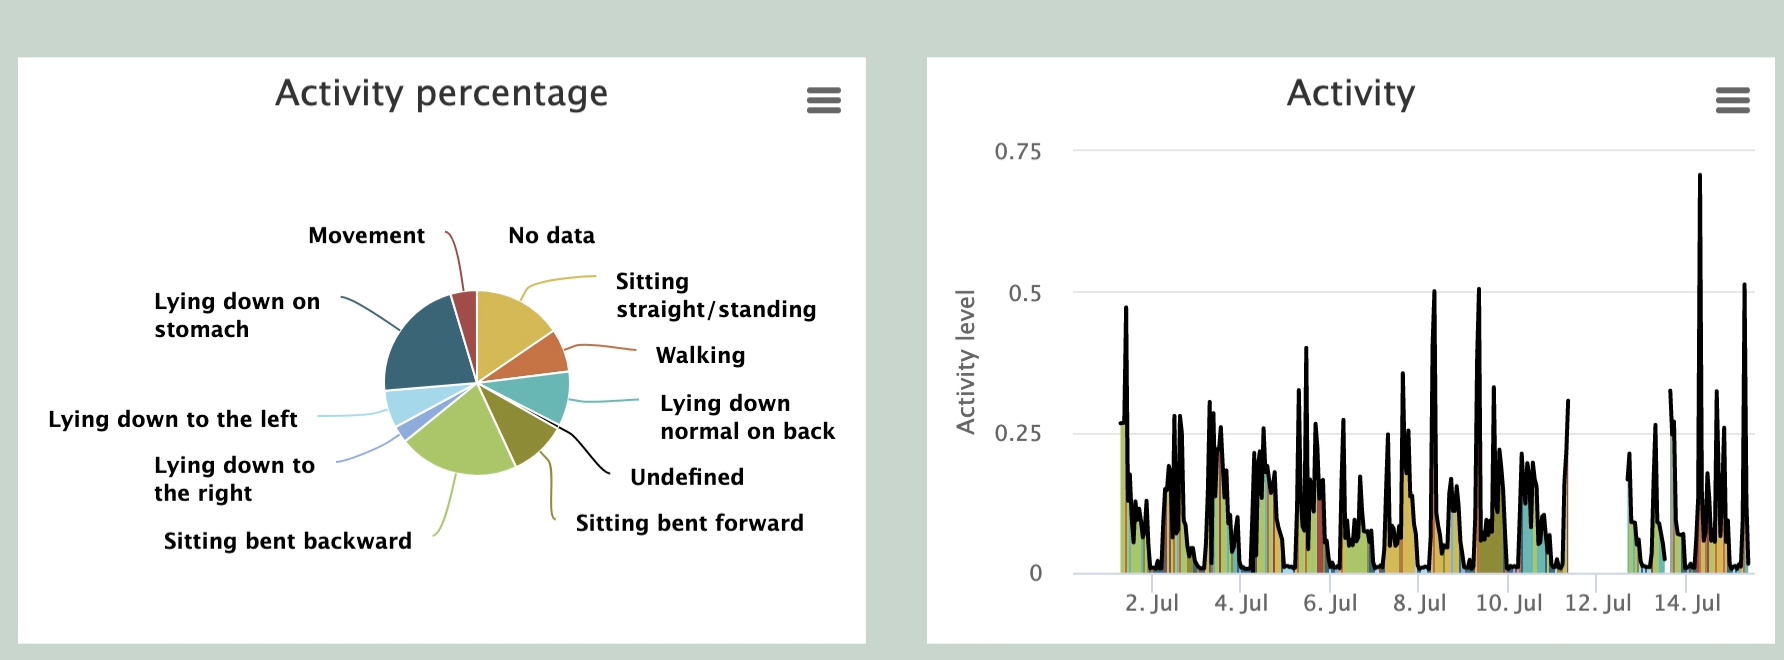 Activity percentage
Movement
No data
Sitting
straight/standing
Walking
Lying down
normal on back
Undefined
Sitting bent forward
Sitting bent backward
Lying down to
the right
Lying down to the left
Lying down on
stomach
Activity
Activity level
0.75
0.5
0.25
0
2. Jul
4. Jul
6. Jul
8. Jul
10. Jul
12. Jul
14. Jul